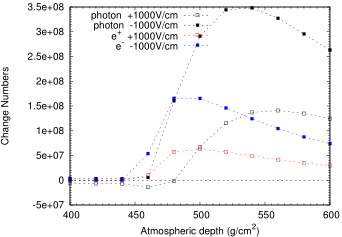 3.5e+08
3e+08
2.5e+08
2e+08
1.5e+08
1e+08
5e+07
0
-5e+07
Change Numbers
photon +1000V/cm
photon -1000V/cm
e⁺ +1000V/cm
e⁻ -1000V/cm
400 450 500 550 600
Atmospheric depth (g/cm²)